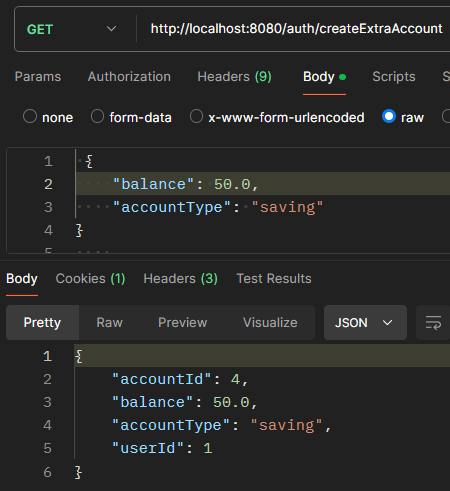 GET http://localhost:8080/auth/createExtraAccount
Params Authorization Headers (9) Body Scripts S
none form-data x-www-form-urlencoded raw
1 {
2 "balance": 50.0,
3 "accountType": "saving"
4 }
5
Body Cookies (1) Headers (3) Test Results
Pretty Raw Preview Visualize JSON
1 {
2 "accountId": 4,
3 "balance": 50.0,
4 "accountType": "saving",
5 "userId": 1
6 }